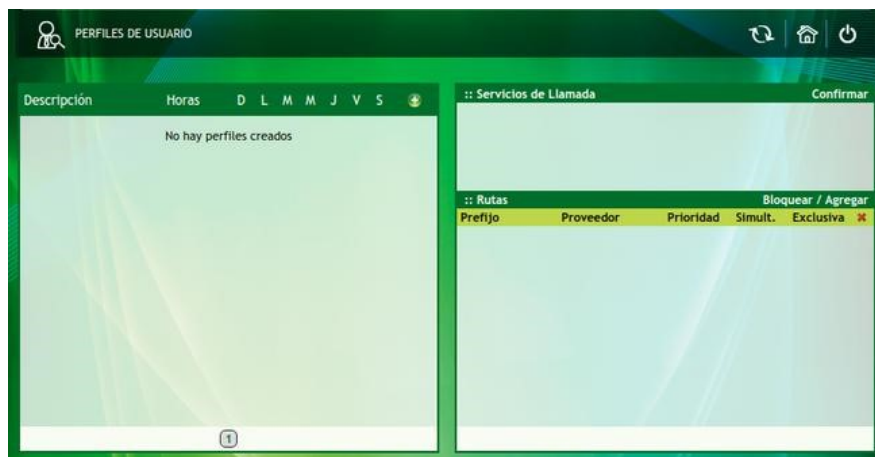 PERFILES DE USUARIO
Descripción Horas D L M M J V S
No hay perfiles creados
1
:: Servicios de Llamada Confirmar
:: Rutas Bloquear / Agregar
Prefijo Proveedor Prioridad Simult. Exclusiva